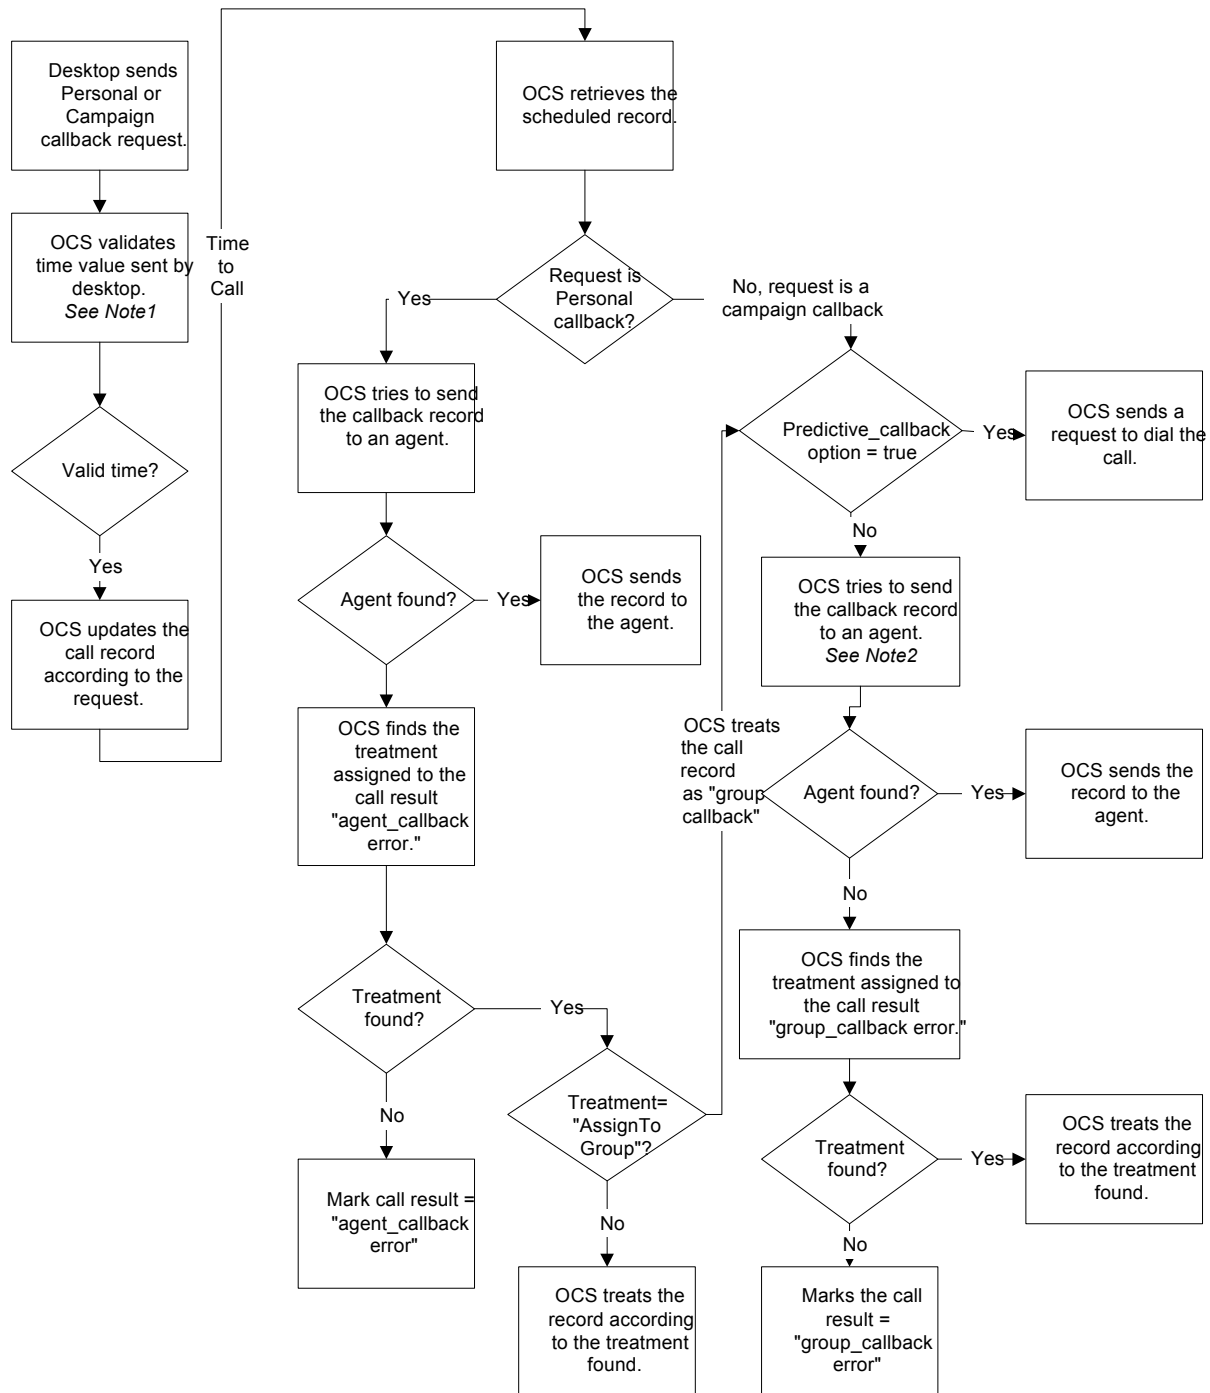 Desktop sends
Personal or
Campaign
callback request.
OCS validates
time value sent by
desktop.
See Note1
Valid time?
Yes
OCS updates the
call record
according to the
request.
Time
to
Call
OCS retrieves the
scheduled record.
Request is
Personal
callback?
Yes
No, request is a
campaign callback
OCS tries to send
the callback record
to an agent.
Agent found?
Yes
OCS sends
the record to
the agent.
OCS finds the
treatment
assigned to the
call result
"agent_callback
error."
Treatment
found?
Yes
No
Mark call result =
"agent_callback
error"
Treatment=
"AssignTo
Group"?
No
OCS treats the
record according
to the treatment
found.
OCS treats
the call
record
as "group
callback"
Predictive_callback
option = true
Yes
OCS sends a
request to dial the
call.
No
OCS tries to send
the callback record
to an agent.
See Note2
Agent found?
Yes
OCS sends the
record to the
agent.
No
OCS finds the
treatment assigned to
the call result
"group_callback error."
Treatment
found?
Yes
OCS treats the
record according
to the treatment
found.
No
Marks the call
result =
"group_callback
error"